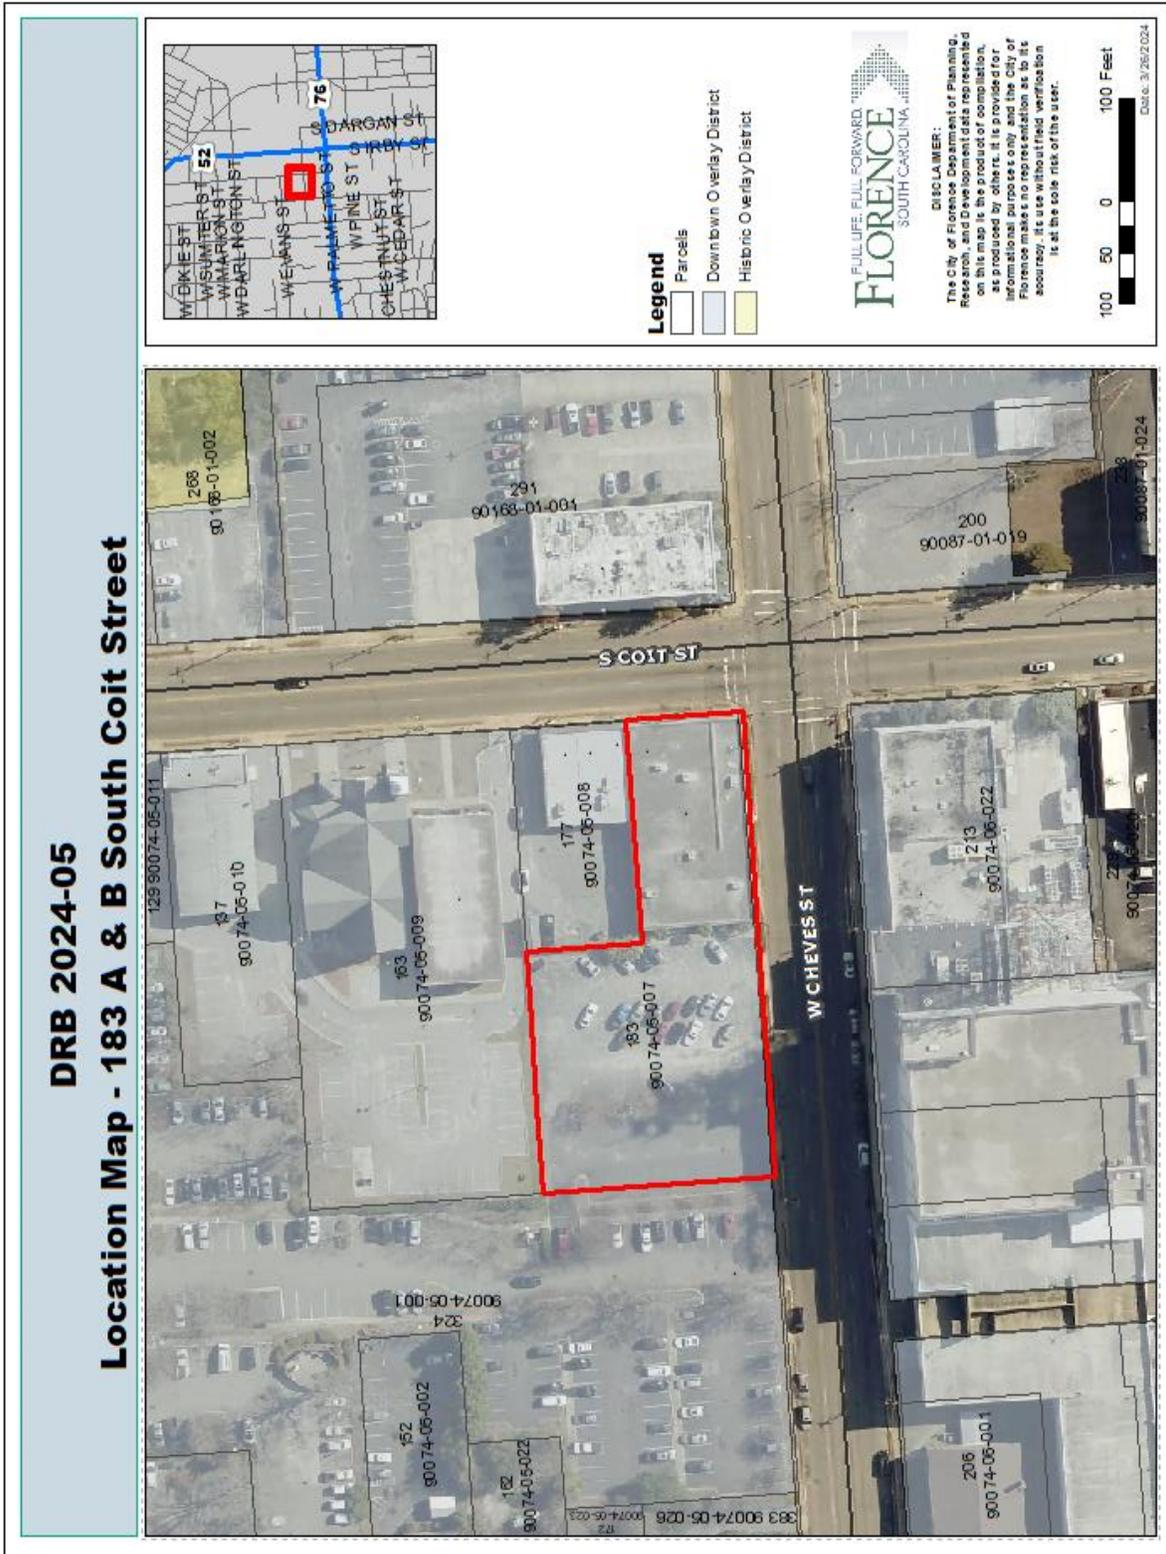 DRB 2024-05
Location Map - 183 A & B South Coit Street
129 90074-05-011
137
90074-05-010
163
90074-05-009
177
90074-05-008
183
90074-05-007
324
90074-05-001
152
90074-05-002
162
90074-05-022
172
90074-05-023
383 90074-05-026
268
90168-01-002
291
90168-01-001
S COIT ST
W CHEVES ST
200
90087-01-019
90087-01-024
213
90074-06-022
206
90074-06-001
W DIXIE ST
W SUMTER ST
W MARION ST
W DARLINGTON ST
W EVANS ST
W PALMETTO ST
W PINE ST
CHESTNUT ST
W CEDAR ST
S DARGAN ST
S IRBY ST
52
76
Legend
Parcels
Downtown Overlay District
Historic Overlay District
FULL LIFE. FULL FORWARD.
FLORENCE
SOUTH CAROLINA
DISCLAIMER:
The City of Florence Deparment of Planning,
Research, and Development data represented
on this map is the product of compilation,
as produced by others. It is provided for
informational purposes only and the City of
Florence makes no representation as to its
accuracy. Its use without field verification
is at the sole risk of the user.
100 50 0 100 Feet
Date: 3/26/2024